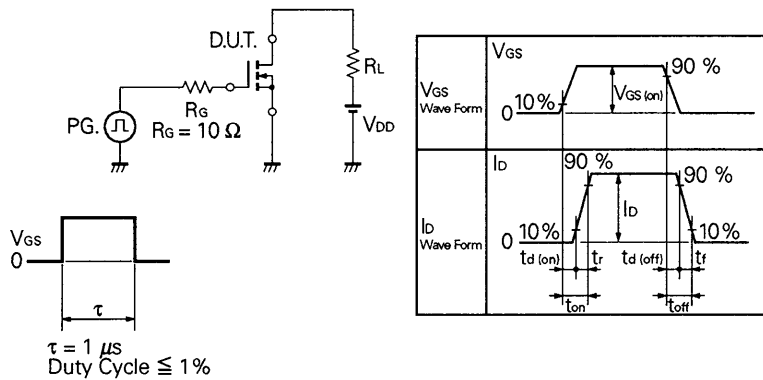 D.U.T.
RL
RG
RG = 10 Ω
PG.
VDD
VGS
0
τ
τ = 1 μs
Duty Cycle ≦ 1%
VGS
Wave Form
VGS
90 %
VGS (on)
10%
0
ID
Wave Form
ID
90 %
90 %
ID
10%
10%
0
td (on)
tr
td (off)
tf
ton
toff